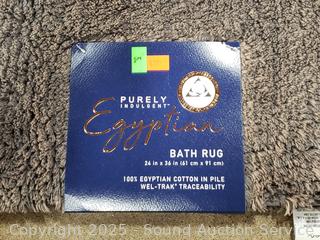 PURELY
INDULGENT
Egyptian
BATH RUG
24 in x 36 in (61 cm x 91 cm)
100% EGYPTIAN COTTON IN PILE
WEL-TRAK® TRACEABILITY
Copyright 2025 - Sound Auction Service